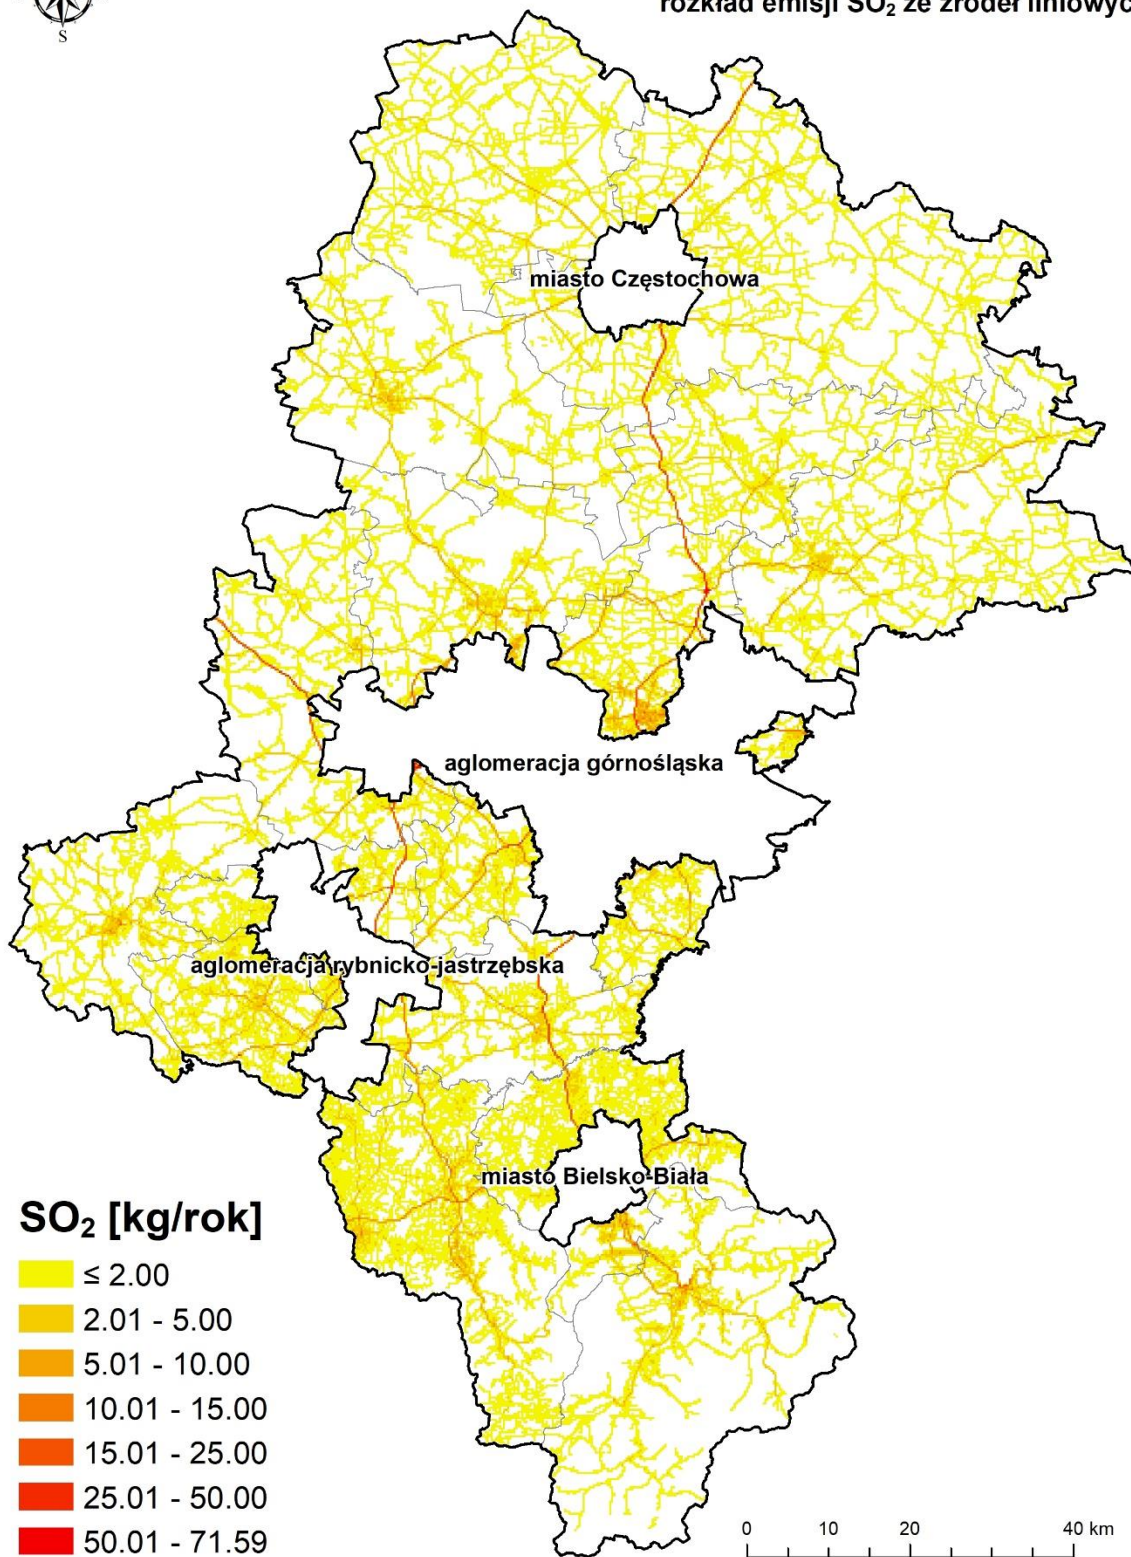 S
rozkład emisji SO₂ ze źródeł liniowych
miasto Częstochowa
aglomeracja górnośląska
aglomeracja rybnicko-jastrzębska
miasto Bielsko-Biała
SO₂ [kg/rok]
≤ 2.00
2.01 - 5.00
5.01 - 10.00
10.01 - 15.00
15.01 - 25.00
25.01 - 50.00
50.01 - 71.59
0 10 20 40 km